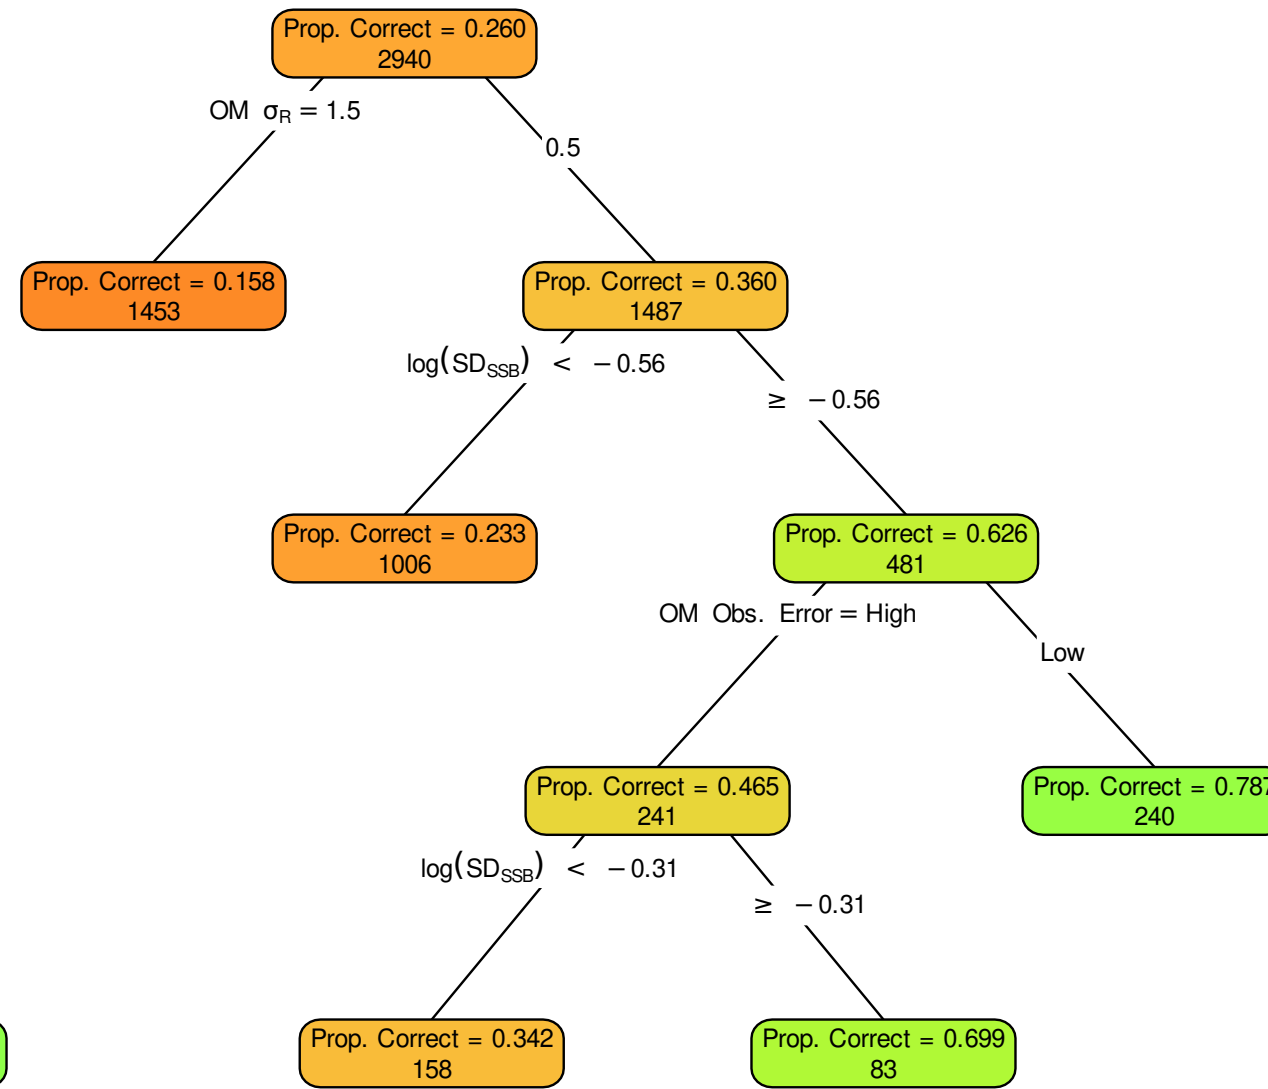 Prop. Correct = 0.260
2940
OM σR = 1.5
0.5
Prop. Correct = 0.158
1453
Prop. Correct = 0.360
1487
log(SDSSB) < −0.56
≥ −0.56
Prop. Correct = 0.233
1006
Prop. Correct = 0.626
481
OM Obs. Error = High
Low
Prop. Correct = 0.465
241
Prop. Correct = 0.787
240
log(SDSSB) < −0.31
≥ −0.31
Prop. Correct = 0.342
158
Prop. Correct = 0.699
83